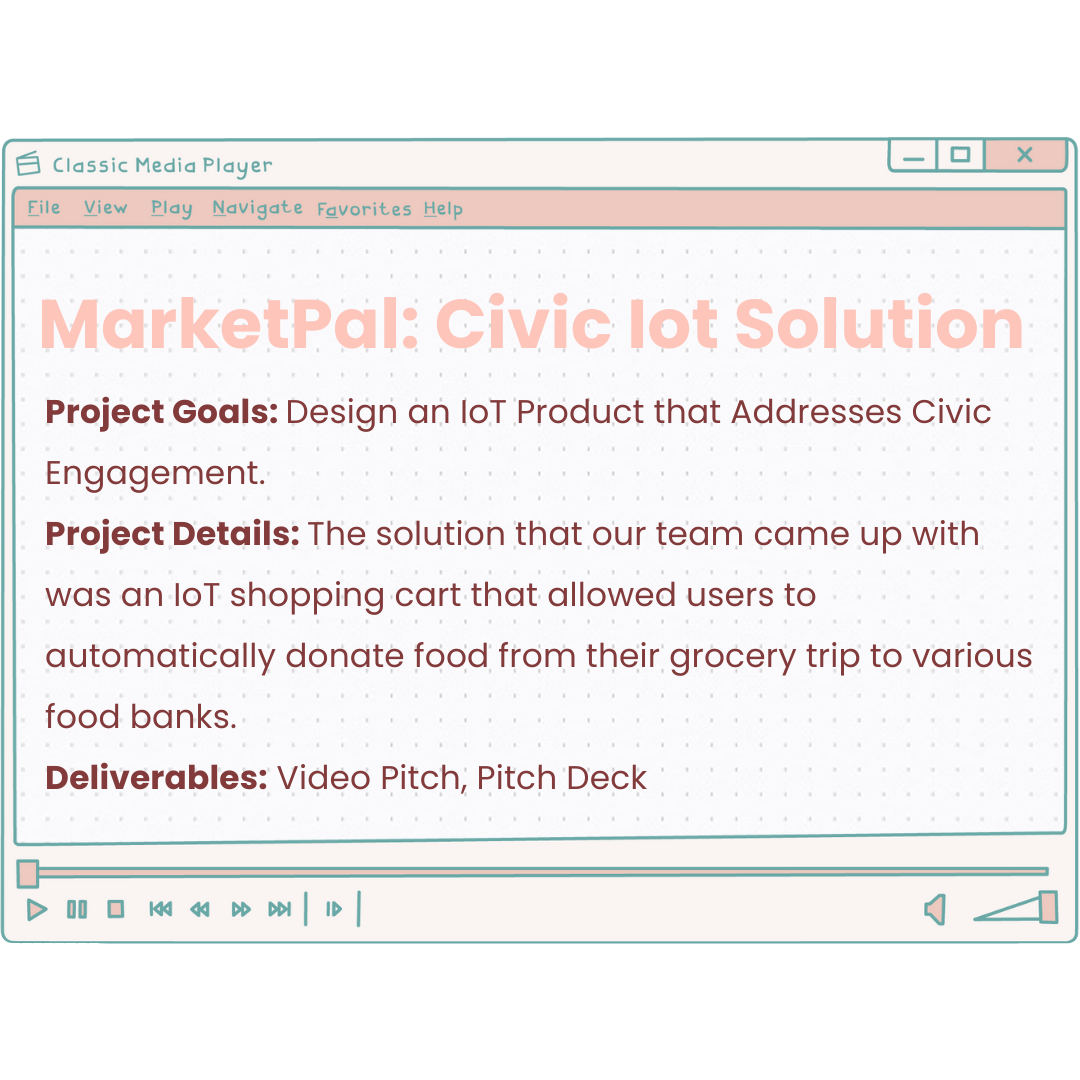 Classic Media Player
File View Play Navigate Favorites Help
MarketPal: Civic Iot Solution
Project Goals: Design an IoT Product that Addresses Civic
Engagement.
Project Details: The solution that our team came up with
was an IoT shopping cart that allowed users to
automatically donate food from their grocery trip to various
food banks.
Deliverables: Video Pitch, Pitch Deck